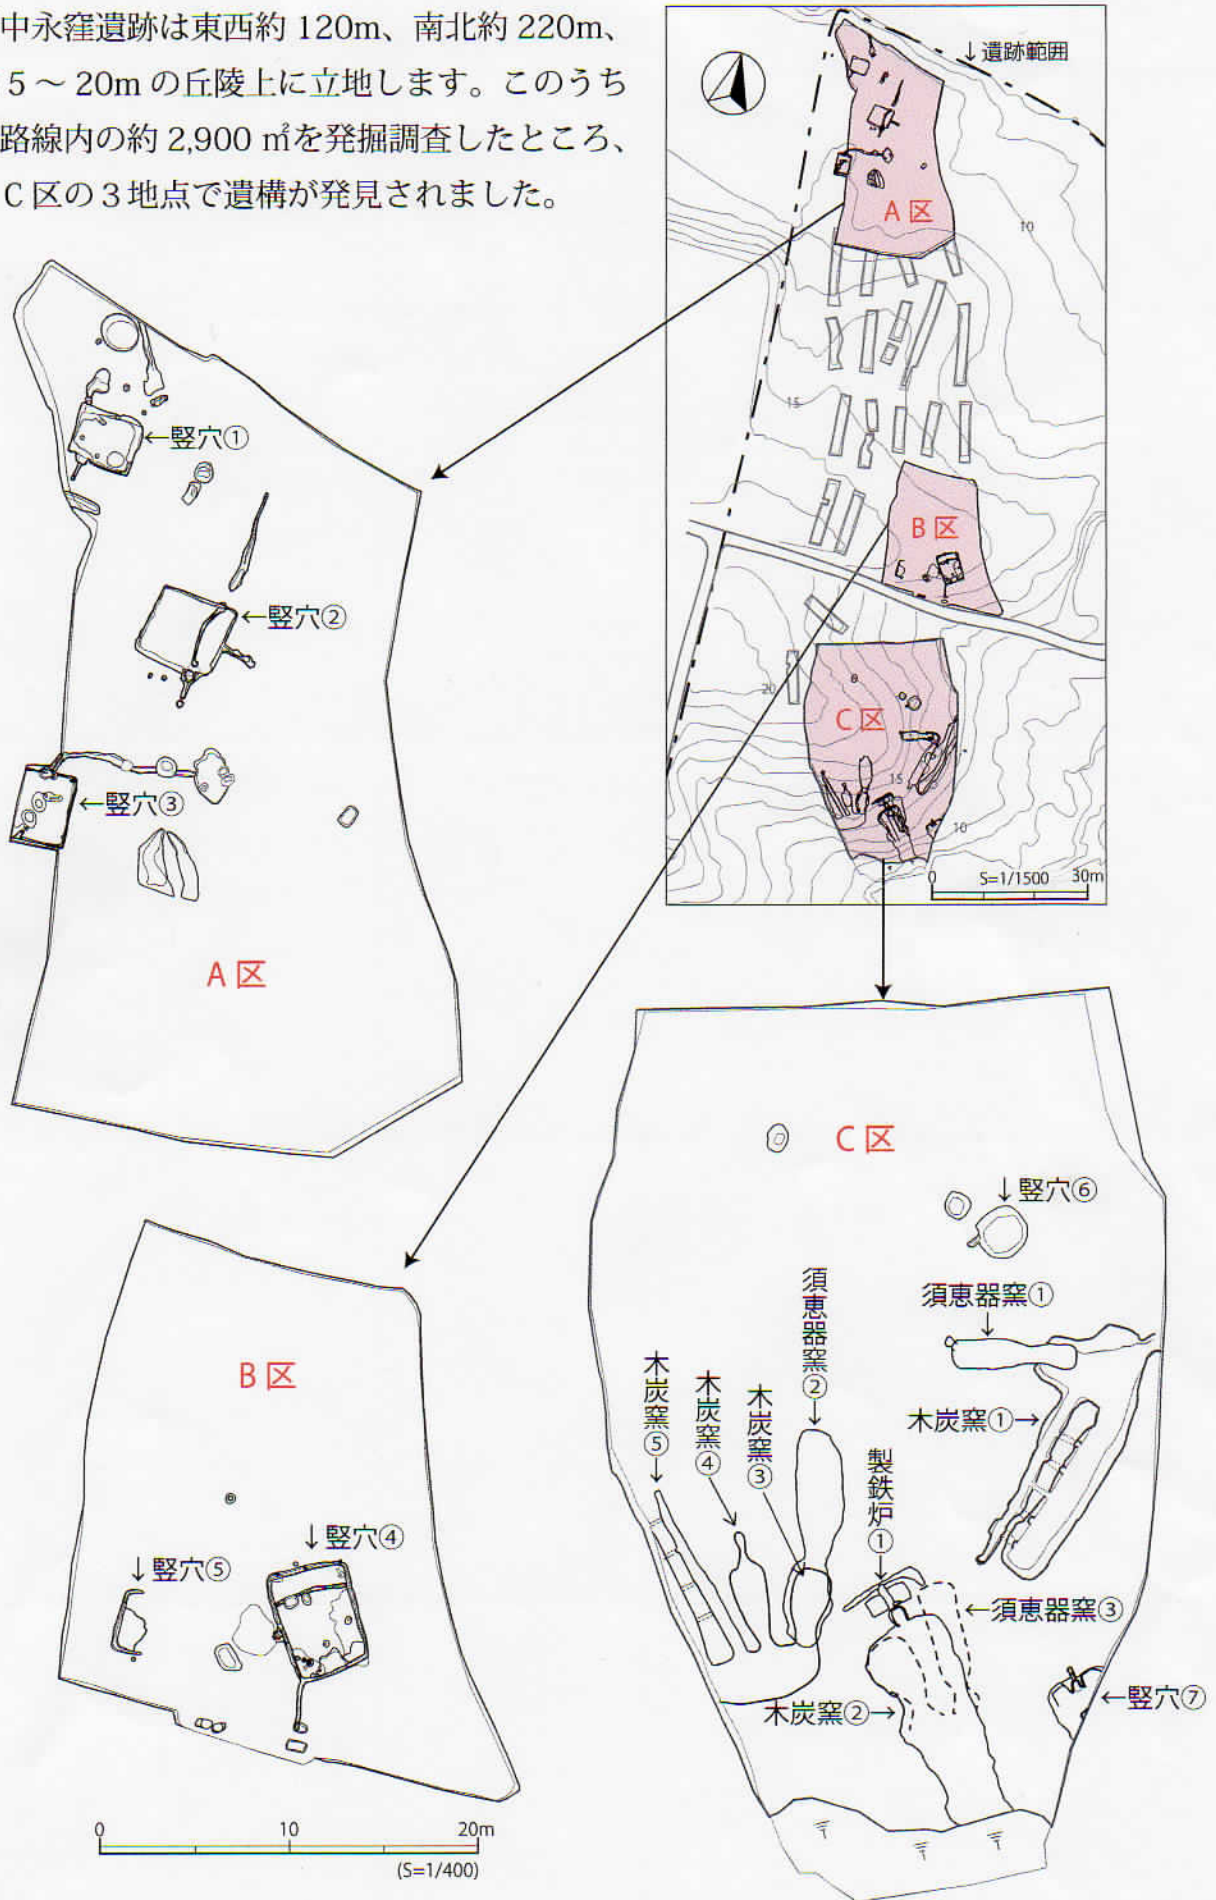 中永窪遺跡は東西約 120m、南北約 220m、
5～20m の丘陵上に立地します。このうち
路線内の約 2,900 ㎡を発掘調査したところ、
C 区の 3 地点で遺構が発見されました。
↓遺跡範囲
A 区
10
15
B 区
20
C 区
15
10
0 S=1/1500 30m
←竪穴①
←竪穴②
←竪穴③
A 区
B 区
↓竪穴④
↓竪穴⑤
0 10 20m
(S=1/400)
C 区
↓竪穴⑥
須恵器窯①
↓
須恵器窯②
↓
木炭窯⑤
↓
木炭窯④
↓
木炭窯③
木炭窯①→
製鉄炉①
↓
←須恵器窯③
木炭窯②→
←竪穴⑦